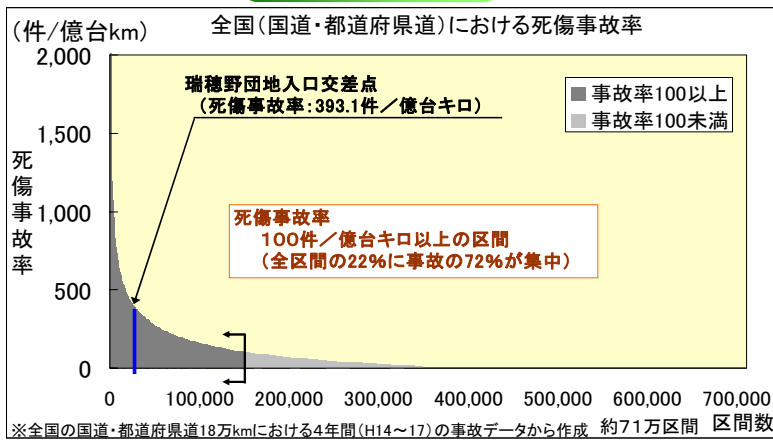 全国(国道・都道府県道)における死傷事故率
(件/億台km)
2,000
1,500
1,000
500
0
死傷事故率
瑞穂野団地入口交差点
(死傷事故率:393.1件/億台キロ)
事故率100以上
事故率100未満
死傷事故率
100件/億台キロ以上の区間
(全区間の22%に事故の72%が集中)
0
100,000
200,000
300,000
400,000
500,000
600,000
700,000
※全国の国道・都道府県道18万kmにおける4年間(H14~17)の事故データから作成
約71万区間
区間数